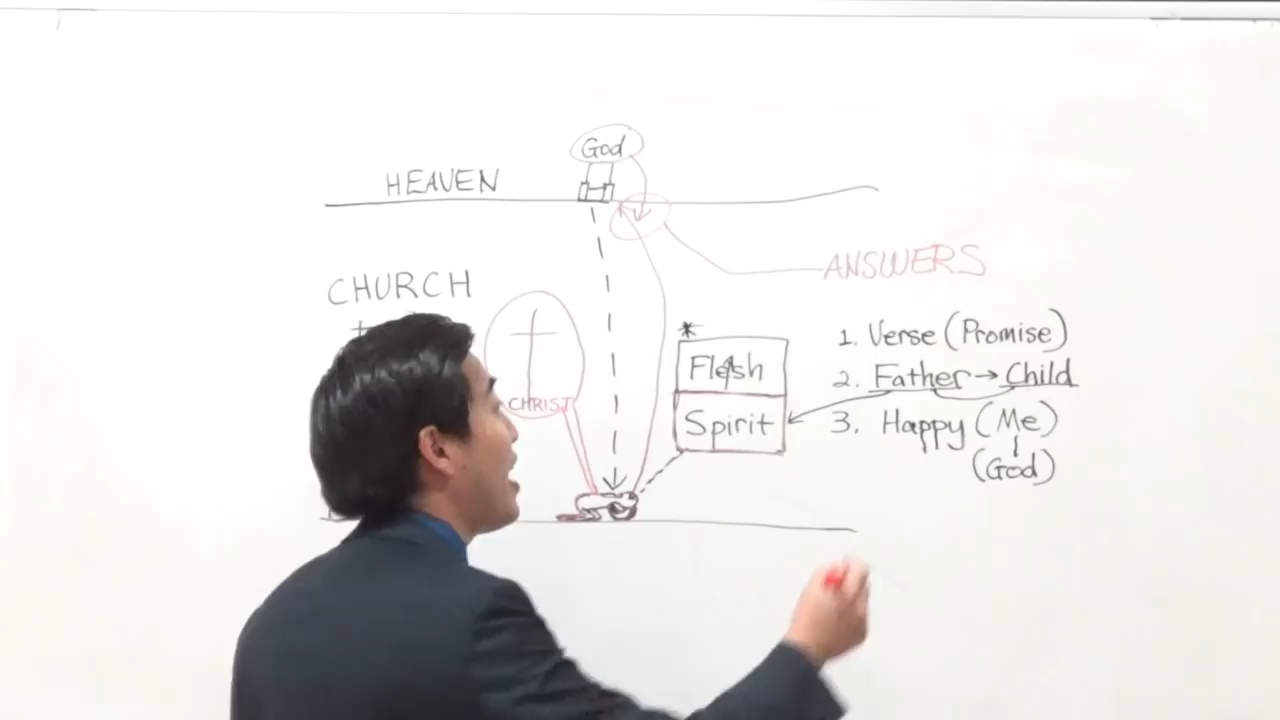 God
HEAVEN
ANSWERS
CHURCH
1. Verse (Promise)
* Flesh
2. Father → Child
CHRIST
Spirit
3. Happy (Me)
(God)